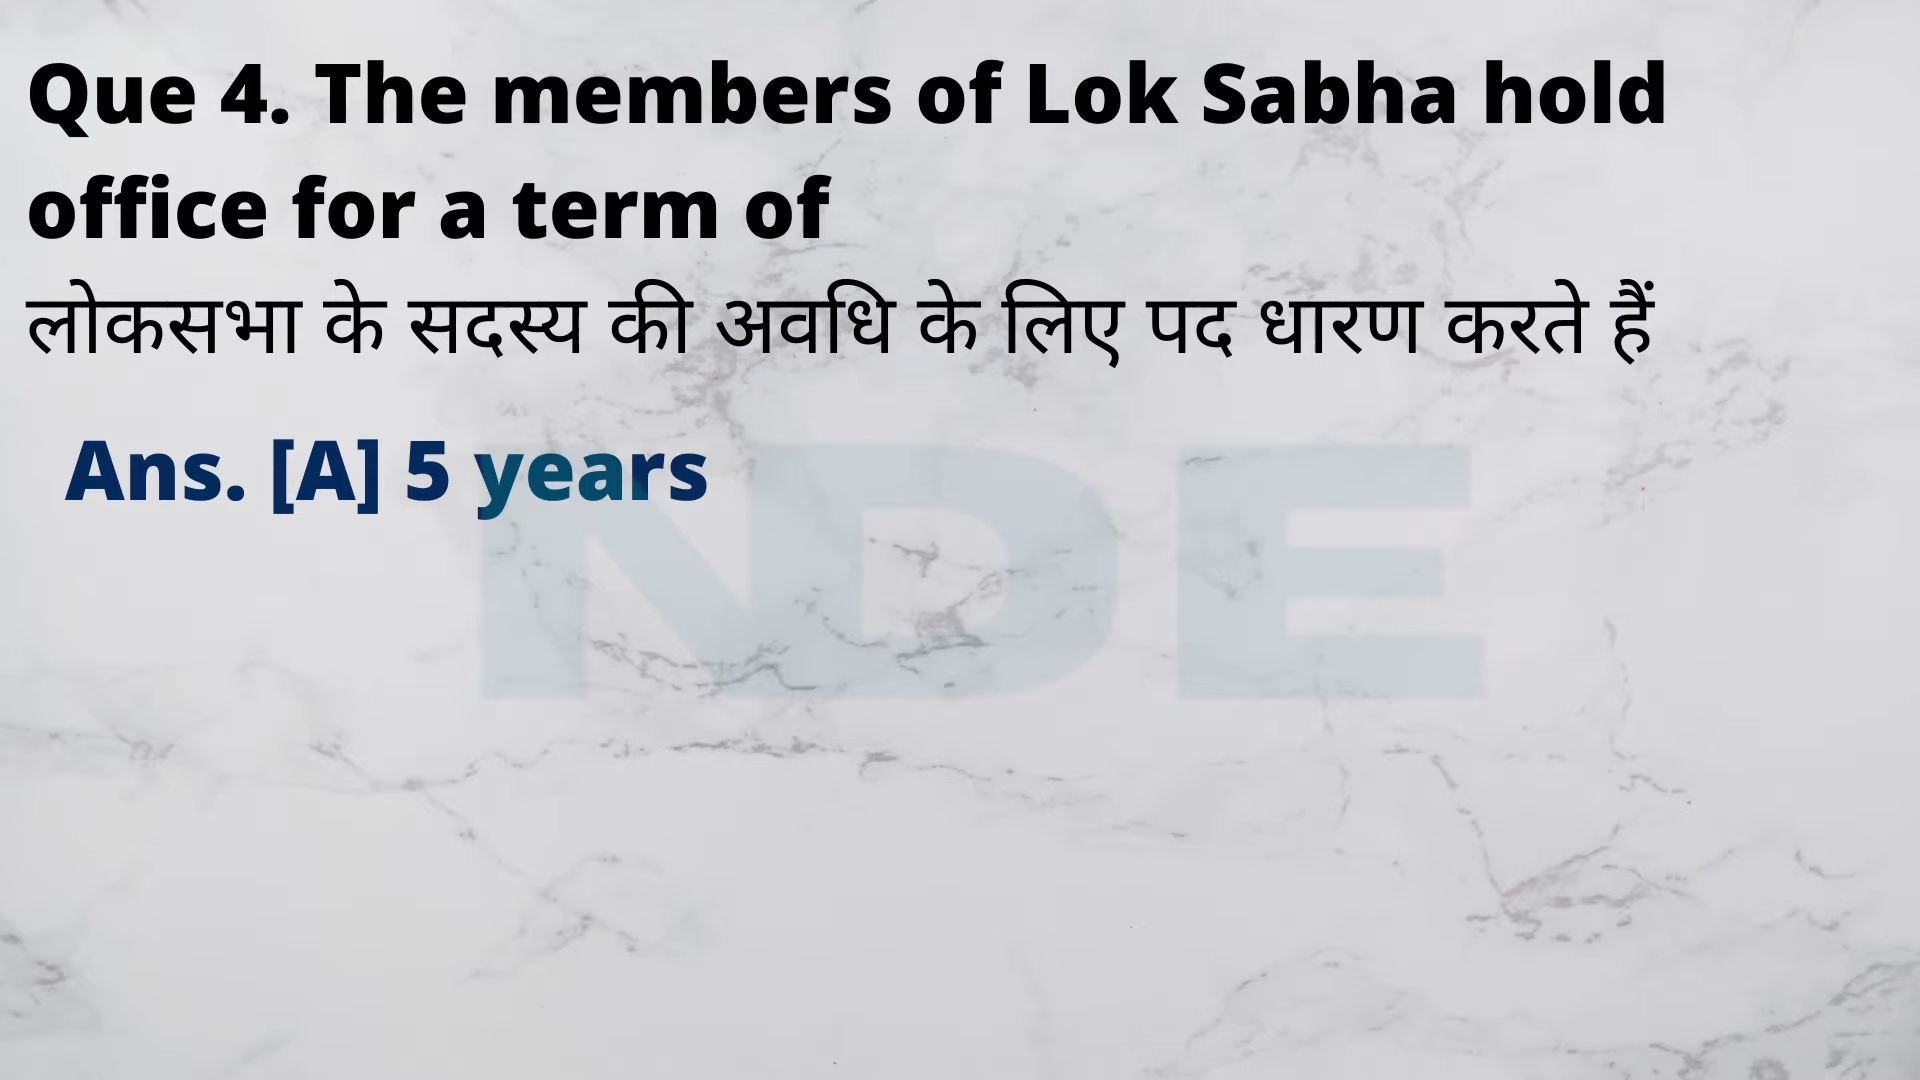 Que 4. The members of Lok Sabha hold
office for a term of
लोकसभा के सदस्य की अवधि के लिए पद धारण करते हैं
Ans. [A] 5 years
NDE